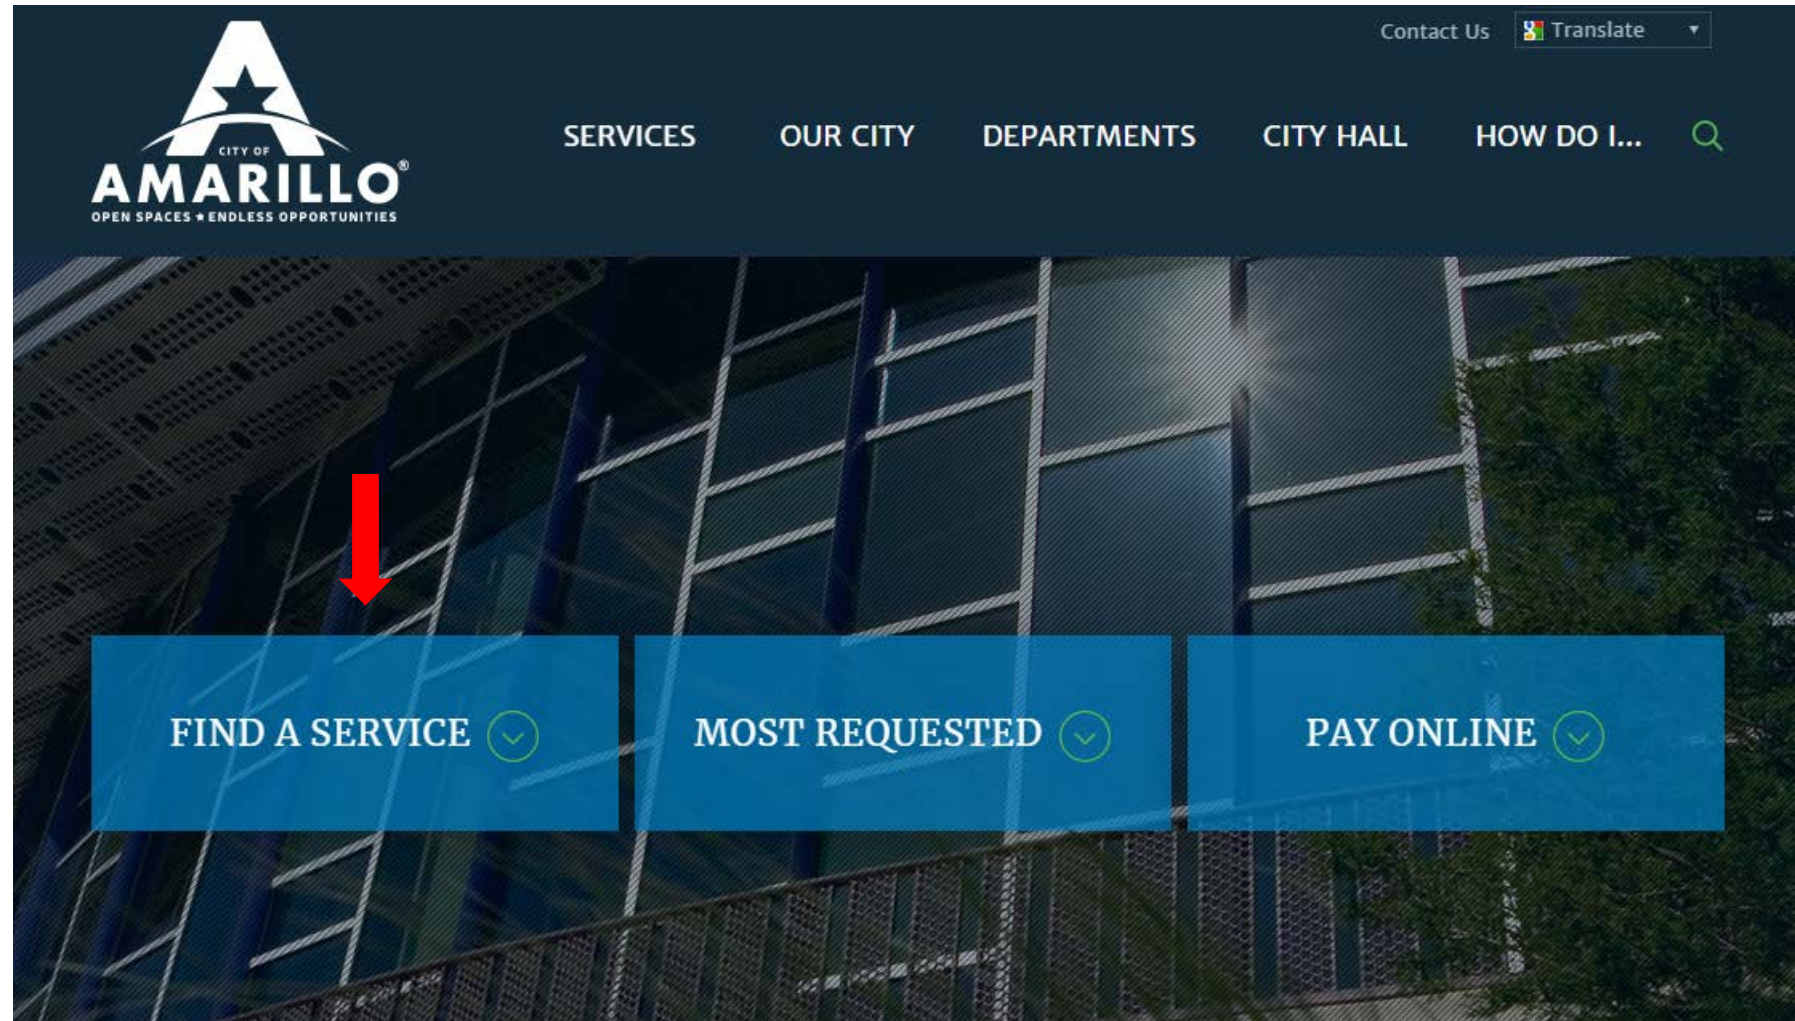 Contact Us Translate
CITY OF
AMARILLO®
OPEN SPACES ★ ENDLESS OPPORTUNITIES
SERVICES OUR CITY DEPARTMENTS CITY HALL HOW DO I...
FIND A SERVICE MOST REQUESTED PAY ONLINE